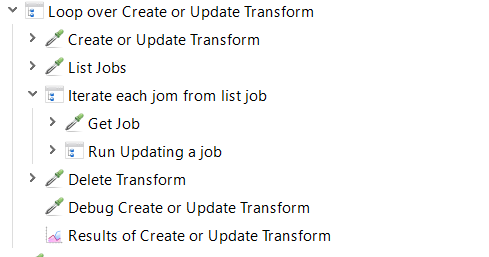 Loop over Create or Update Transform
Create or Update Transform
List Jobs
Iterate each jom from list job
Get Job
Run Updating a job
Delete Transform
Debug Create or Update Transform
Results of Create or Update Transform